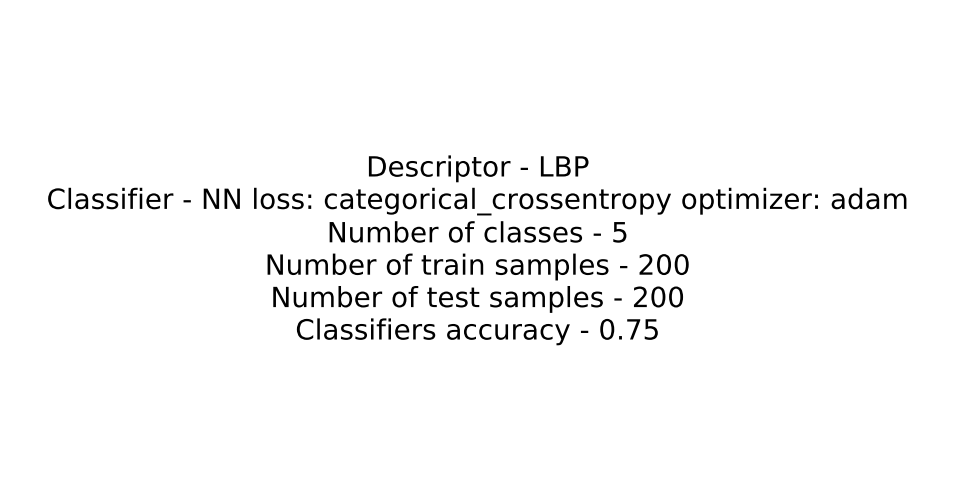 Descriptor - LBP
Classifier - NN loss: categorical_crossentropy optimizer: adam
Number of classes - 5
Number of train samples - 200
Number of test samples - 200
Classifiers accuracy - 0.75